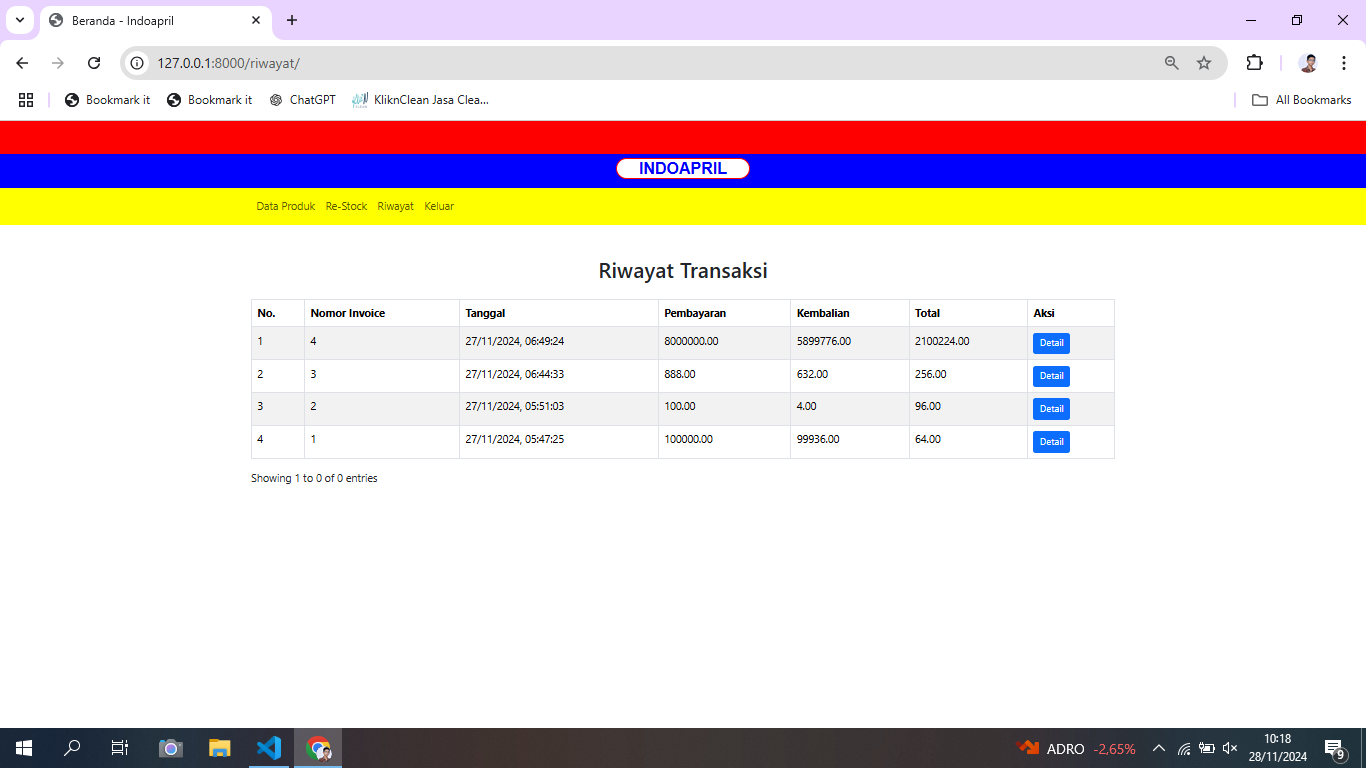 Beranda - Indoapril
127.0.0.1:8000/riwayat/
Bookmark it Bookmark it ChatGPT KliknClean Jasa Clea... All Bookmarks
INDOAPRIL
Data Produk Re-Stock Riwayat Keluar
Riwayat Transaksi
No. Nomor Invoice Tanggal Pembayaran Kembalian Total Aksi
1 4 27/11/2024, 06:49:24 8000000.00 5899776.00 2100224.00 Detail
2 3 27/11/2024, 06:44:33 888.00 632.00 256.00 Detail
3 2 27/11/2024, 05:51:03 100.00 4.00 96.00 Detail
4 1 27/11/2024, 05:47:25 100000.00 99936.00 64.00 Detail
Showing 1 to 0 of 0 entries
ADRO -2,65% 10:18
28/11/2024 9